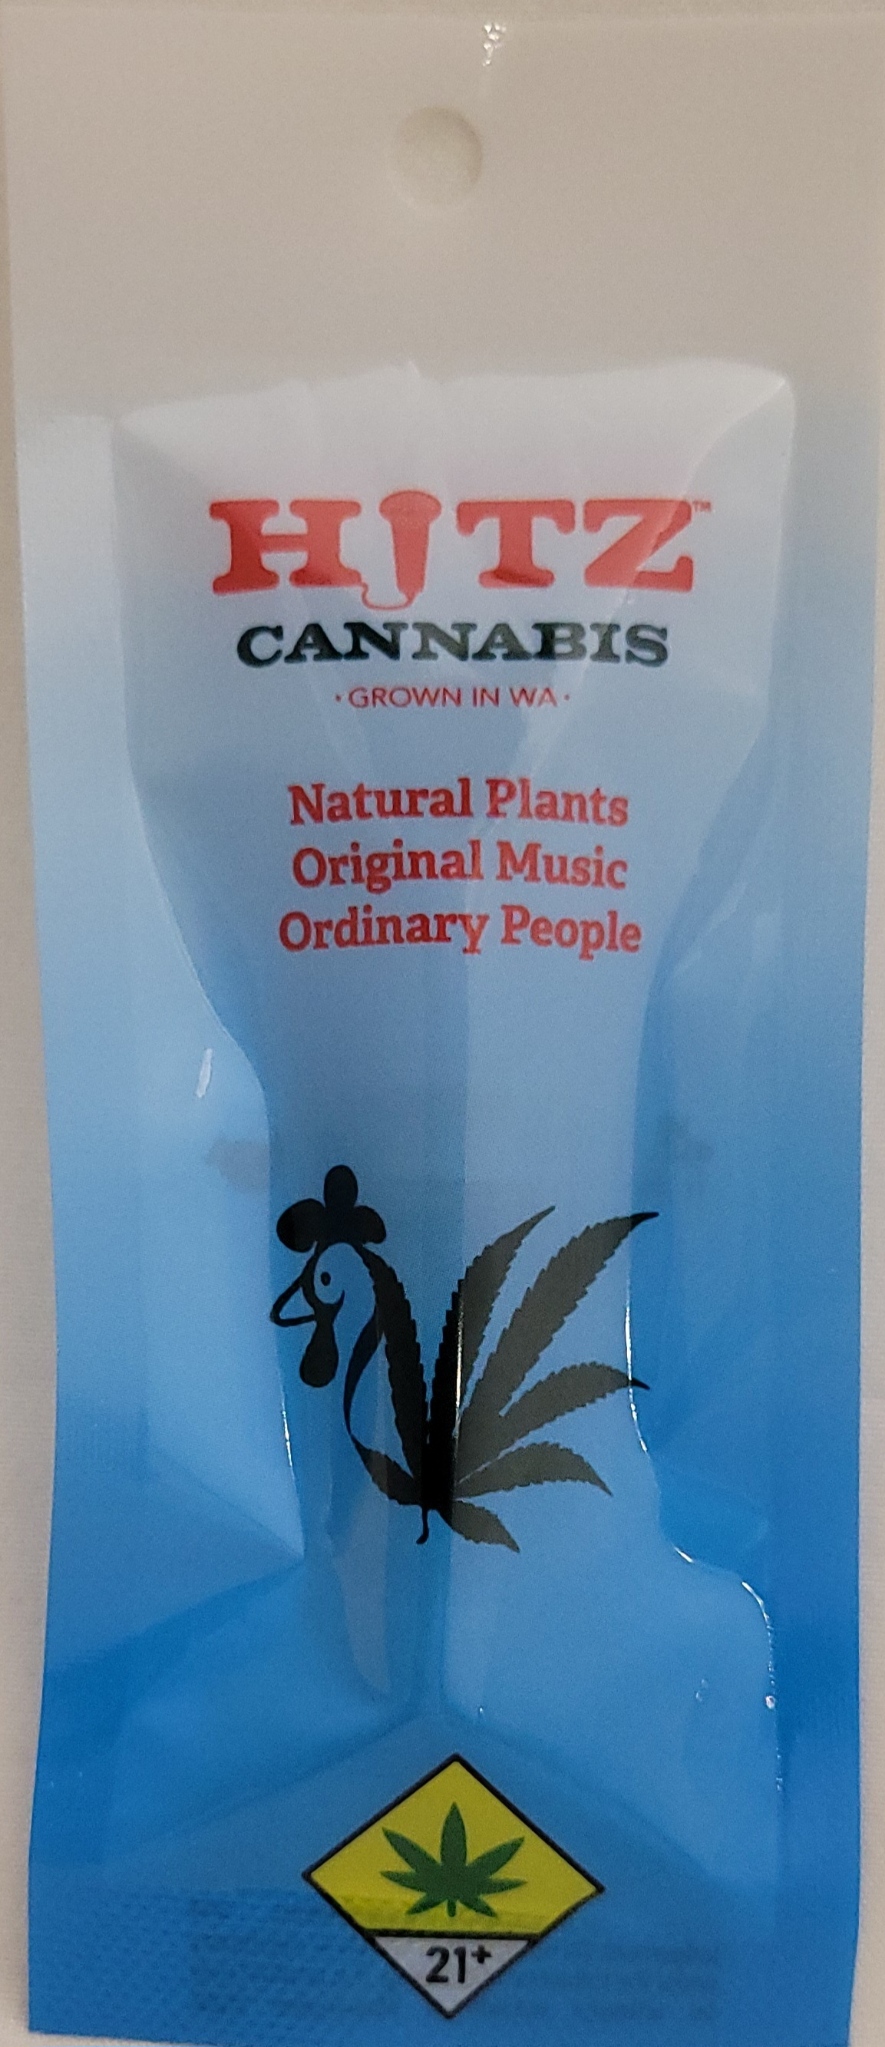 HITZ™
CANNABIS
·GROWN IN WA·
Natural Plants
Original Music
Ordinary People
21+